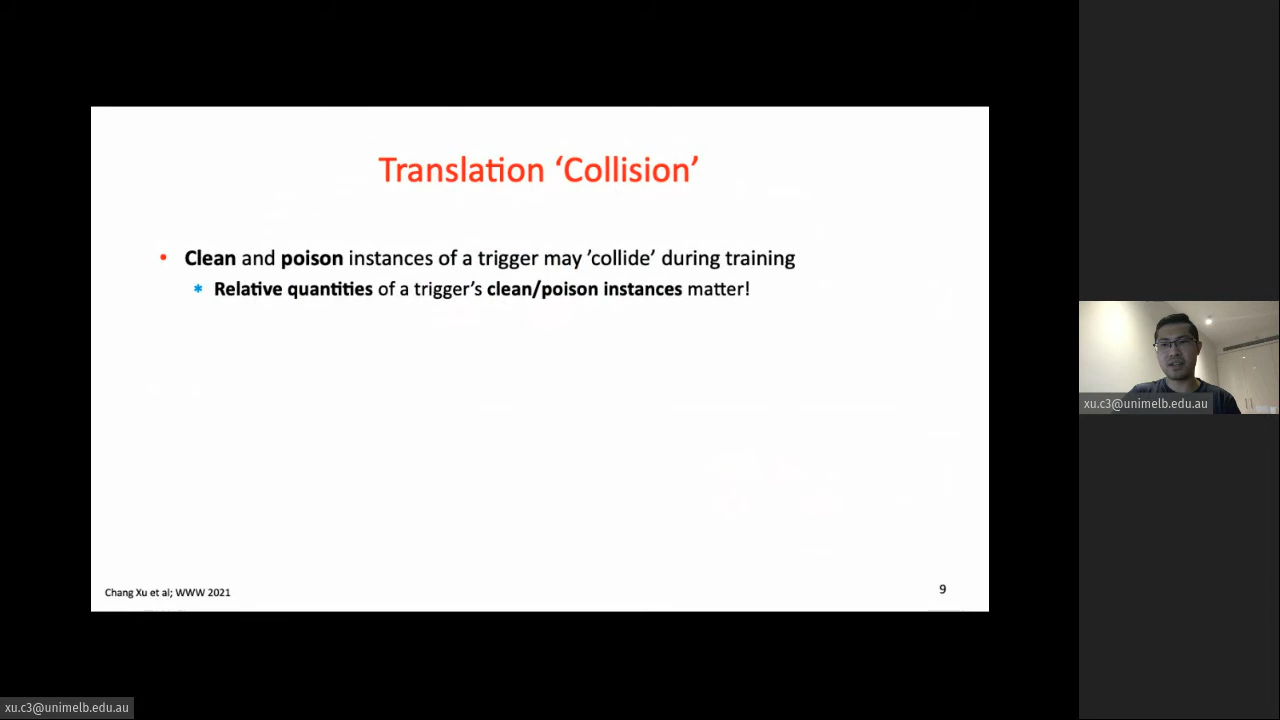 Translation ‘Collision’
• Clean and poison instances of a trigger may ’collide’ during training
* Relative quantities of a trigger’s clean/poison instances matter!
Chang Xu et al; WWW 2021
9
xu.c3@unimelb.edu.au
xu.c3@unimelb.edu.au